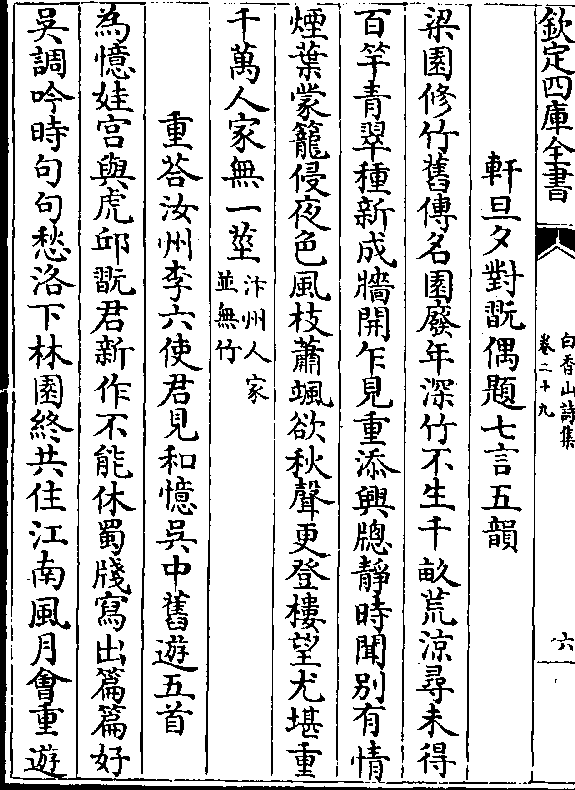 欽定四庫全書
白香山詩集
卷二十九
六
軒旦夕對翫偶題七言五韻
梁園修竹舊傳名園廢年深竹不生千畝荒涼尋未得
百竿青翠種新成牆開乍見重添興牕靜時聞别有情
煙葉蒙籠侵夜色風枝蕭颯欲秋聲更登樓望尤堪重
千萬人家無一莖
汴州人家
並無竹
重荅汝州李六使君見和憶吳中舊遊五首
為憶娃宫與虎邱翫君新作不能休蜀牋寫出篇篇好
吳調吟時句句愁洛下林園終共住江南風月會重遊